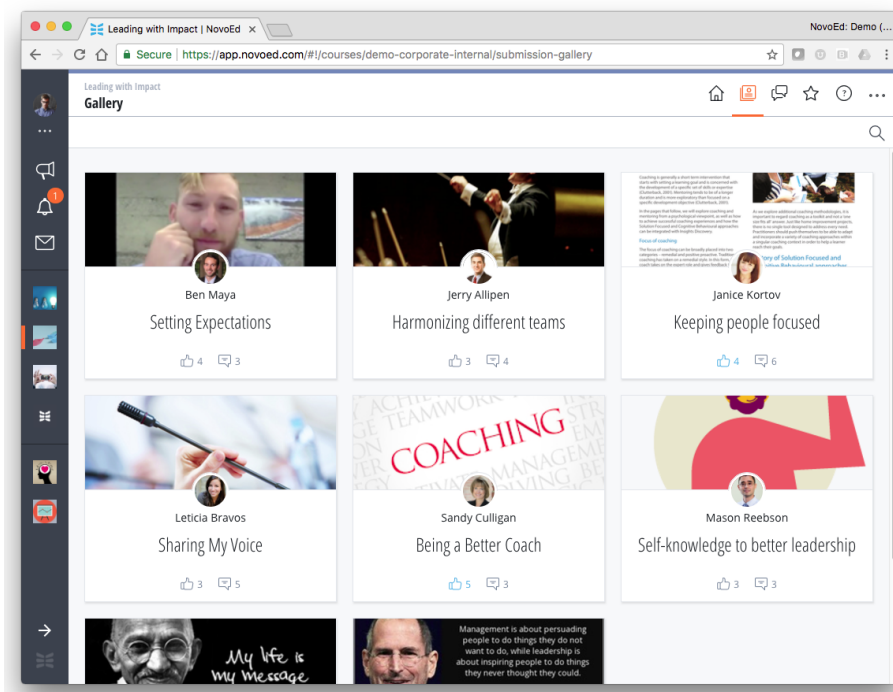 Leading with Impact | NovoEd
NovoEd: Demo (...
Secure | https://app.novoed.com/#!/courses/demo-corporate-internal/submission-gallery
Leading with Impact
Gallery
1
Ben Maya
Setting Expectations
4 3
Jerry Allipen
Harmonizing different teams
3 4
Focus of coaching:
Janice Kortov
Keeping people focused
4 6
Leticia Bravos
Sharing My Voice
3 5
TEAMWORK
COACHING
MANAGEMENT
Sandy Culligan
Being a Better Coach
5 3
Mason Reebson
Self-knowledge to better leadership
3 3
My life is
my message
Management is about persuading
people to do things they do not
want to do, while leadership is
about inspiring people to do things
they never thought they could.